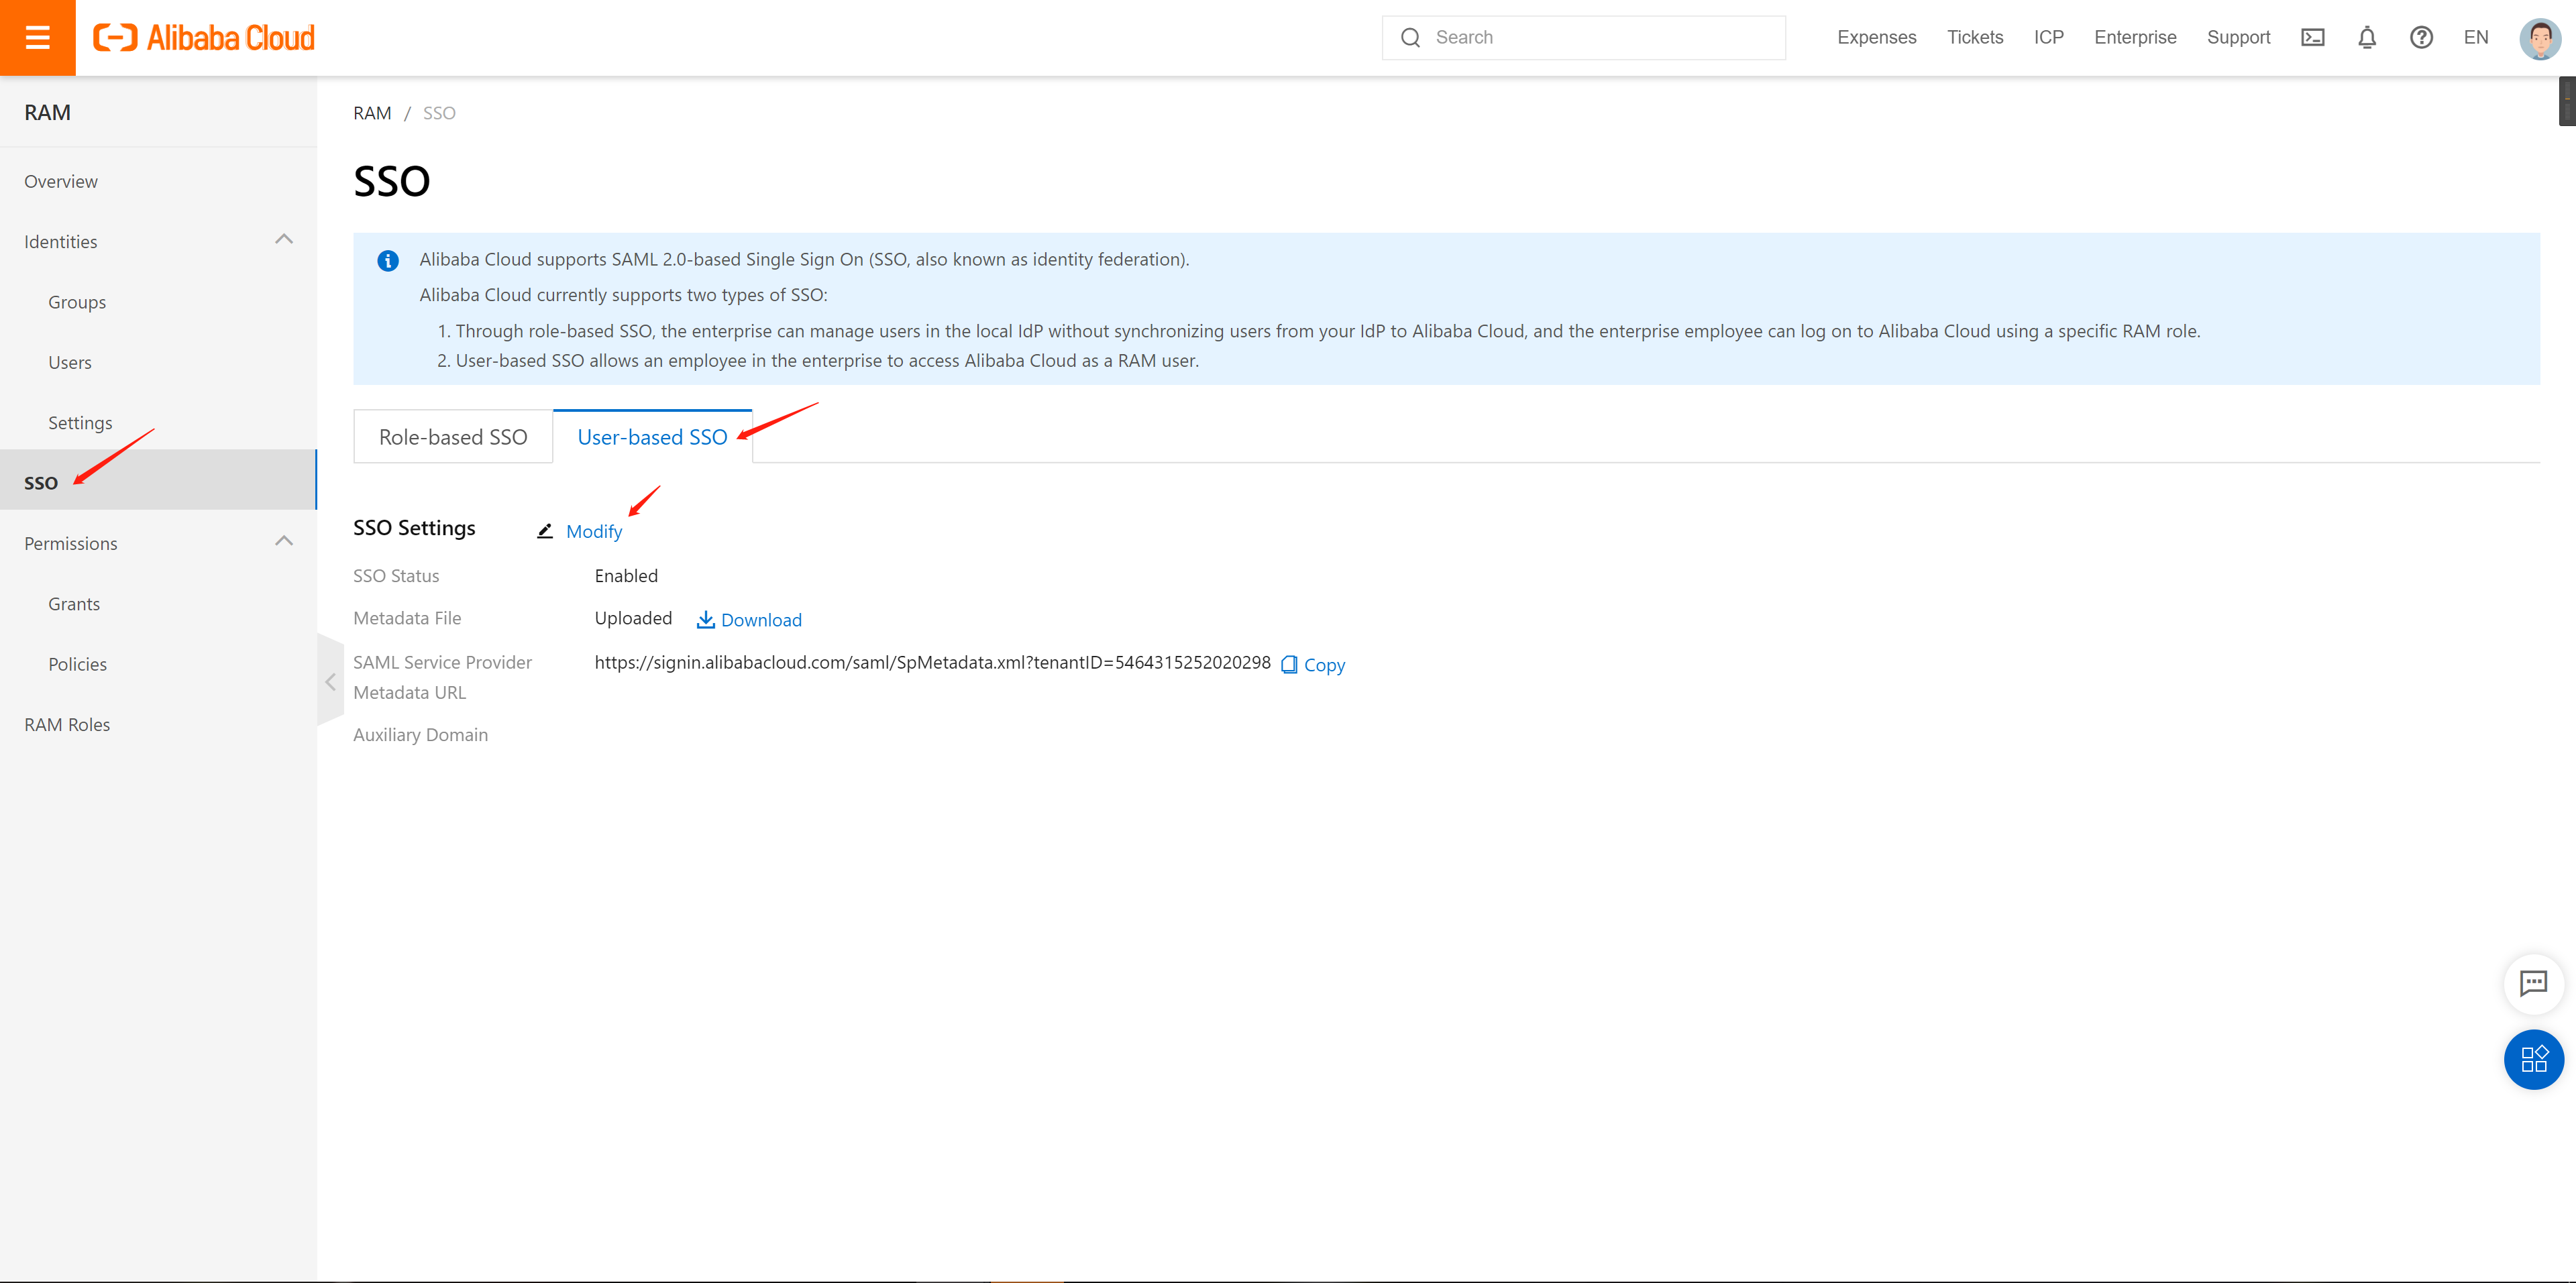 Alibaba Cloud
Search
Expenses
Tickets
ICP
Enterprise
Support
EN
RAM
Overview
Identities
Groups
Users
Settings
SSO
Permissions
Grants
Policies
RAM Roles
RAM / SSO
SSO
Alibaba Cloud supports SAML 2.0-based Single Sign On (SSO, also known as identity federation).
Alibaba Cloud currently supports two types of SSO:
1. Through role-based SSO, the enterprise can manage users in the local IdP without synchronizing users from your IdP to Alibaba Cloud, and the enterprise employee can log on to Alibaba Cloud using a specific RAM role.
2. User-based SSO allows an employee in the enterprise to access Alibaba Cloud as a RAM user.
Role-based SSO
User-based SSO
SSO Settings
Modify
SSO Status
Enabled
Metadata File
Uploaded
Download
SAML Service Provider
Metadata URL
https://signin.alibabacloud.com/saml/SpMetadata.xml?tenantID=5464315252020298
Copy
Auxiliary Domain